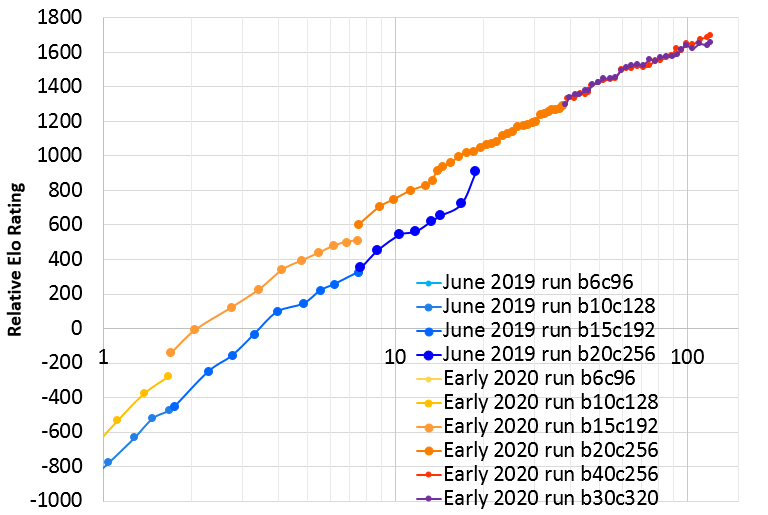 1800
1600
1400
1200
1000
800
600
400
200
0
-200
-400
-600
-800
-1000
Relative Elo Rating
1
10
100
June 2019 run b6c96
June 2019 run b10c128
June 2019 run b15c192
June 2019 run b20c256
Early 2020 run b6c96
Early 2020 run b10c128
Early 2020 run b15c192
Early 2020 run b20c256
Early 2020 run b40c256
Early 2020 run b30c320